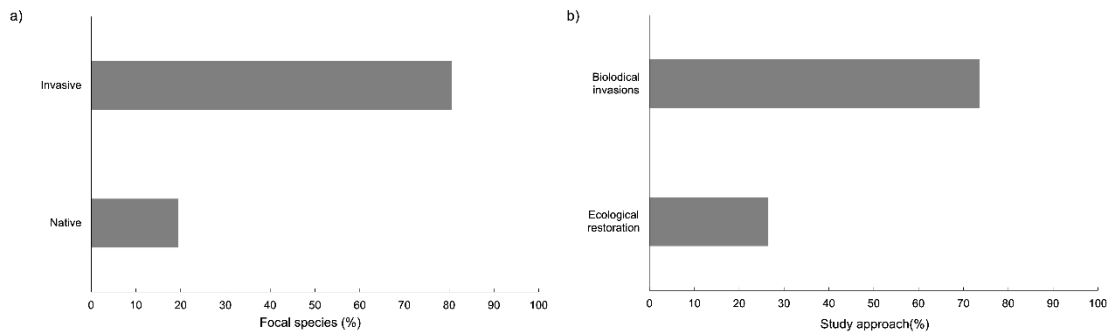 a)
Invasive
Native
0 10 20 30 40 50 60 70 80 90 100
Focal species (%)
b)
Biolodical
invasions
Ecological
restoration
0 10 20 30 40 50 60 70 80 90 100
Study approach(%)